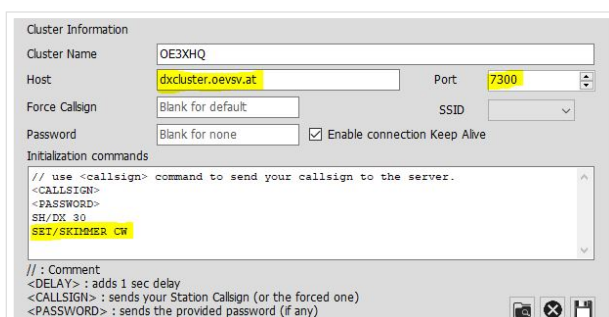 Cluster Information
Cluster Name OE3XHQ
Host dxcluster.oevsv.at Port 7300
Force Callsign Blank for default SSID
Password Blank for none Enable connection Keep Alive
Initialization commands
// use <callsign> command to send your callsign to the server.
<CALLSIGN>
<PASSWORD>
SH/DX 30
SET/SKIMMER CW
// : Comment
<DELAY> : adds 1 sec delay
<CALLSIGN> : sends your Station Callsign (or the forced one)
<PASSWORD> : sends the provided password (if any)